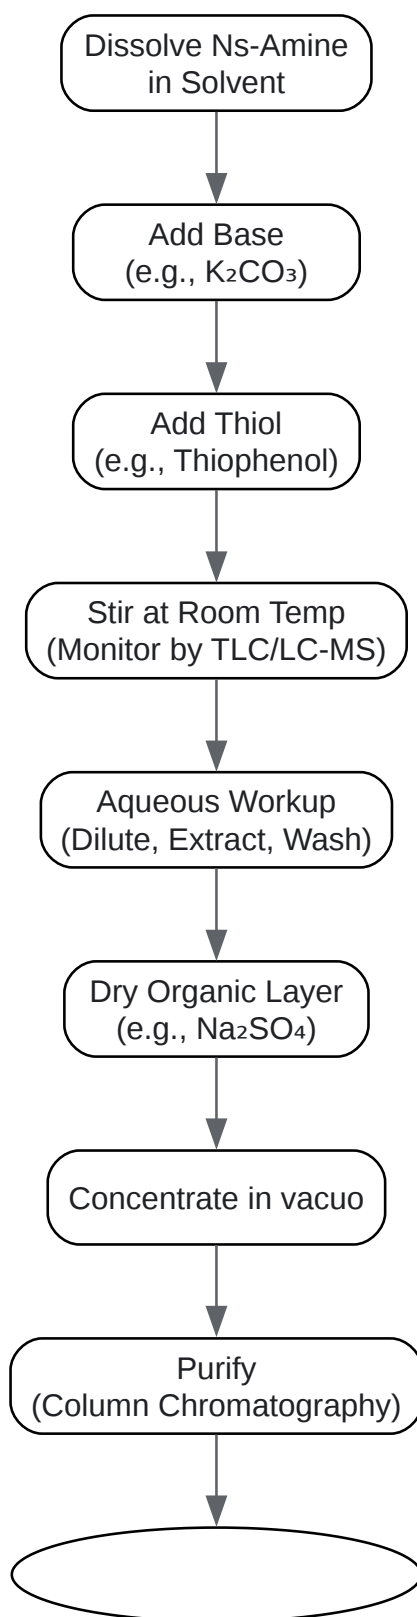 Dissolve Ns-Amine
in Solvent
Add Base
(e.g., K₂CO₃)
Add Thiol
(e.g., Thiophenol)
Stir at Room Temp
(Monitor by TLC/LC-MS)
Aqueous Workup
(Dilute, Extract, Wash)
Dry Organic Layer
(e.g., Na₂SO₄)
Concentrate in vacuo
Purify
(Column Chromatography)